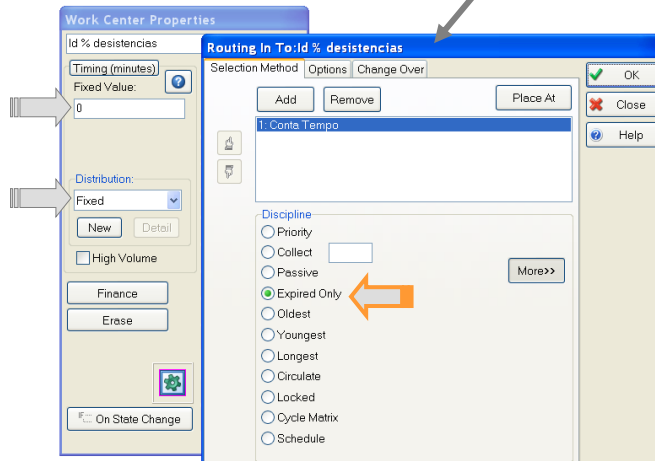 Work Center Properties
Id % desistencias
Timing (minutes)
Fixed Value:
0
Distribution:
Fixed
New
Detail
High Volume
Finance
Erase
On State Change
Routing In To:Id % desistencias
Selection Method
Options
Change Over
Add
Remove
Place At
1: Conta Tempo
Discipline
Priority
Collect
Passive
Expired Only
Oldest
Youngest
Longest
Circulate
Locked
Cycle Matrix
Schedule
More>>
OK
Close
Help